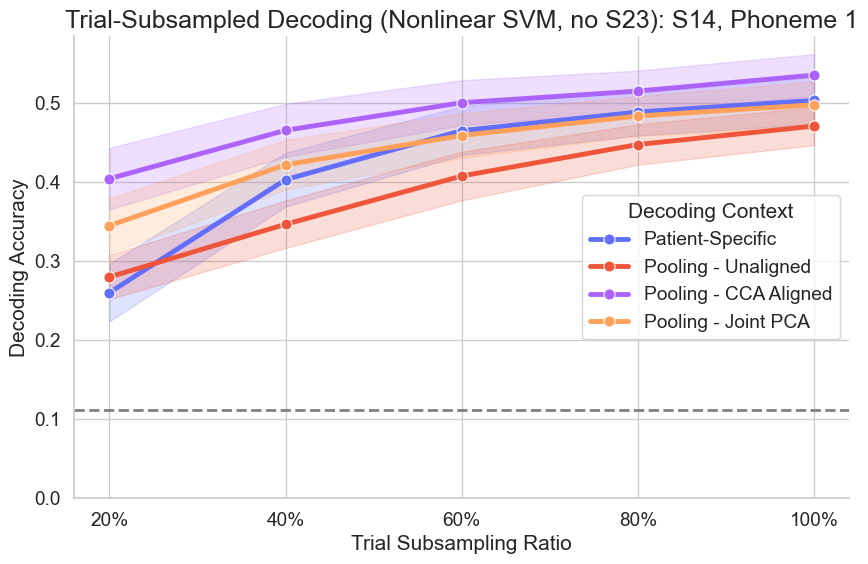 Trial-Subsampled Decoding (Nonlinear SVM, no S23): S14, Phoneme 1
Decoding Accuracy
0.5
0.4
0.3
0.2
0.1
0.0
Decoding Context
Patient-Specific
Pooling - Unaligned
Pooling - CCA Aligned
Pooling - Joint PCA
20% 40% 60% 80% 100%
Trial Subsampling Ratio